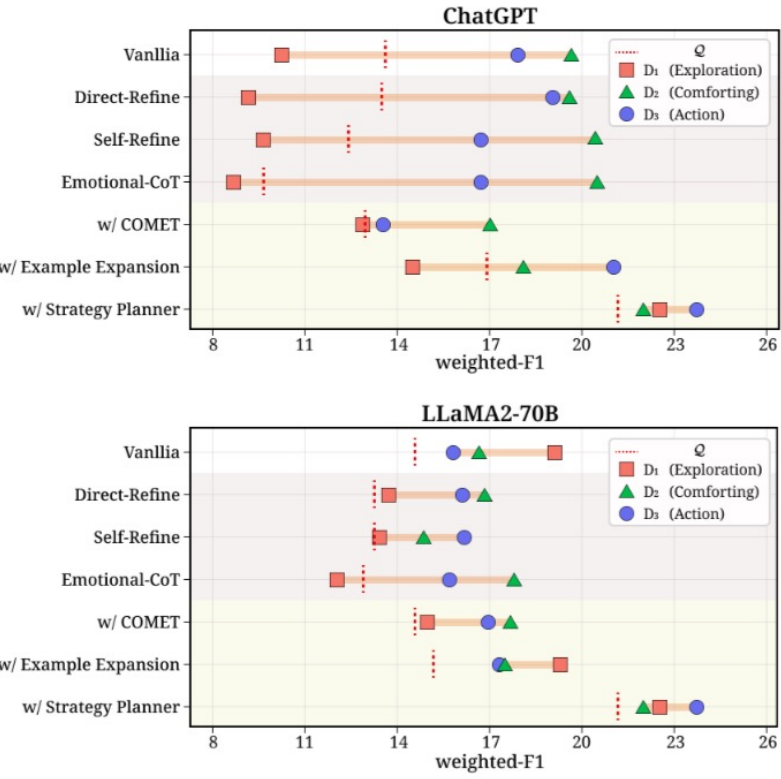 ChatGPT
Vanllia
Direct-Refine
Self-Refine
Emotional-CoT
w/ COMET
w/ Example Expansion
w/ Strategy Planner
𝒬
D₁ (Exploration)
D₂ (Comforting)
D₃ (Action)
8 11 14 17 20 23 26
weighted-F1
LLaMA2-70B
Vanllia
Direct-Refine
Self-Refine
Emotional-CoT
w/ COMET
w/ Example Expansion
w/ Strategy Planner
𝒬
D₁ (Exploration)
D₂ (Comforting)
D₃ (Action)
8 11 14 17 20 23 26
weighted-F1